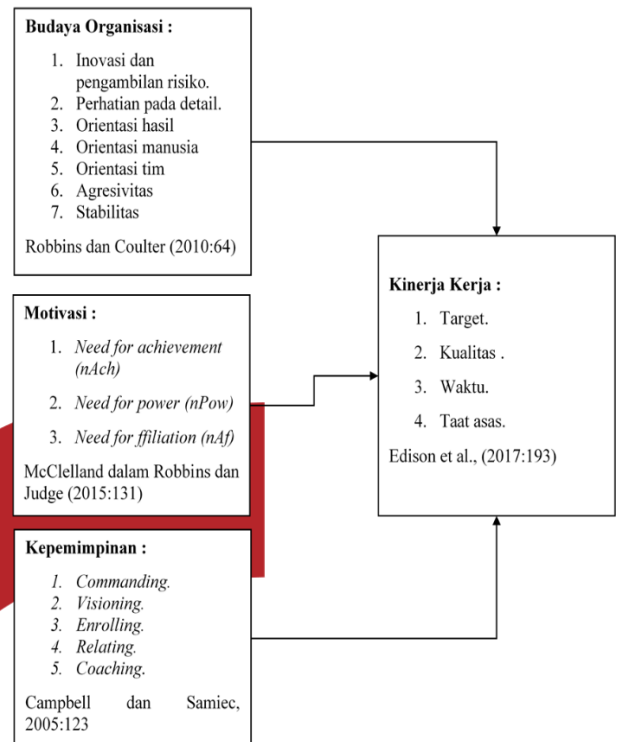 Budaya Organisasi :
1. Inovasi dan
pengambilan risiko.
2. Perhatian pada detail.
3. Orientasi hasil
4. Orientasi manusia
5. Orientasi tim
6. Agresivitas
7. Stabilitas
Robbins dan Coulter (2010:64)
Motivasi :
1. Need for achievement
(nAch)
2. Need for power (nPow)
3. Need for ffiliation (nAf)
McClelland dalam Robbins dan
Judge (2015:131)
Kepemimpinan :
1. Commanding.
2. Visioning.
3. Enrolling.
4. Relating.
5. Coaching.
Campbell dan Samiec,
2005:123
Kinerja Kerja :
1. Target.
2. Kualitas .
3. Waktu.
4. Taat asas.
Edison et al., (2017:193)